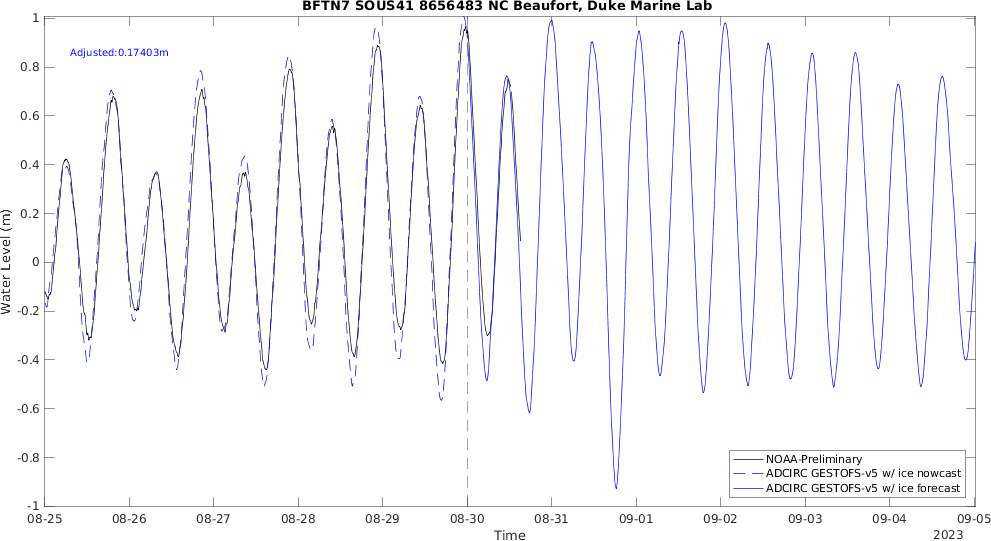 BFTN7 SOUS41 8656483 NC Beaufort, Duke Marine Lab
Adjusted:0.17403m
1
0.8
0.6
0.4
0.2
0
-0.2
-0.4
-0.6
-0.8
-1
Water Level (m)
NOAA-Preliminary
ADCIRC GESTOFS-v5 w/ ice nowcast
ADCIRC GESTOFS-v5 w/ ice forecast
08-25 08-26 08-27 08-28 08-29 08-30 08-31 09-01 09-02 09-03 09-04 09-05
Time
2023